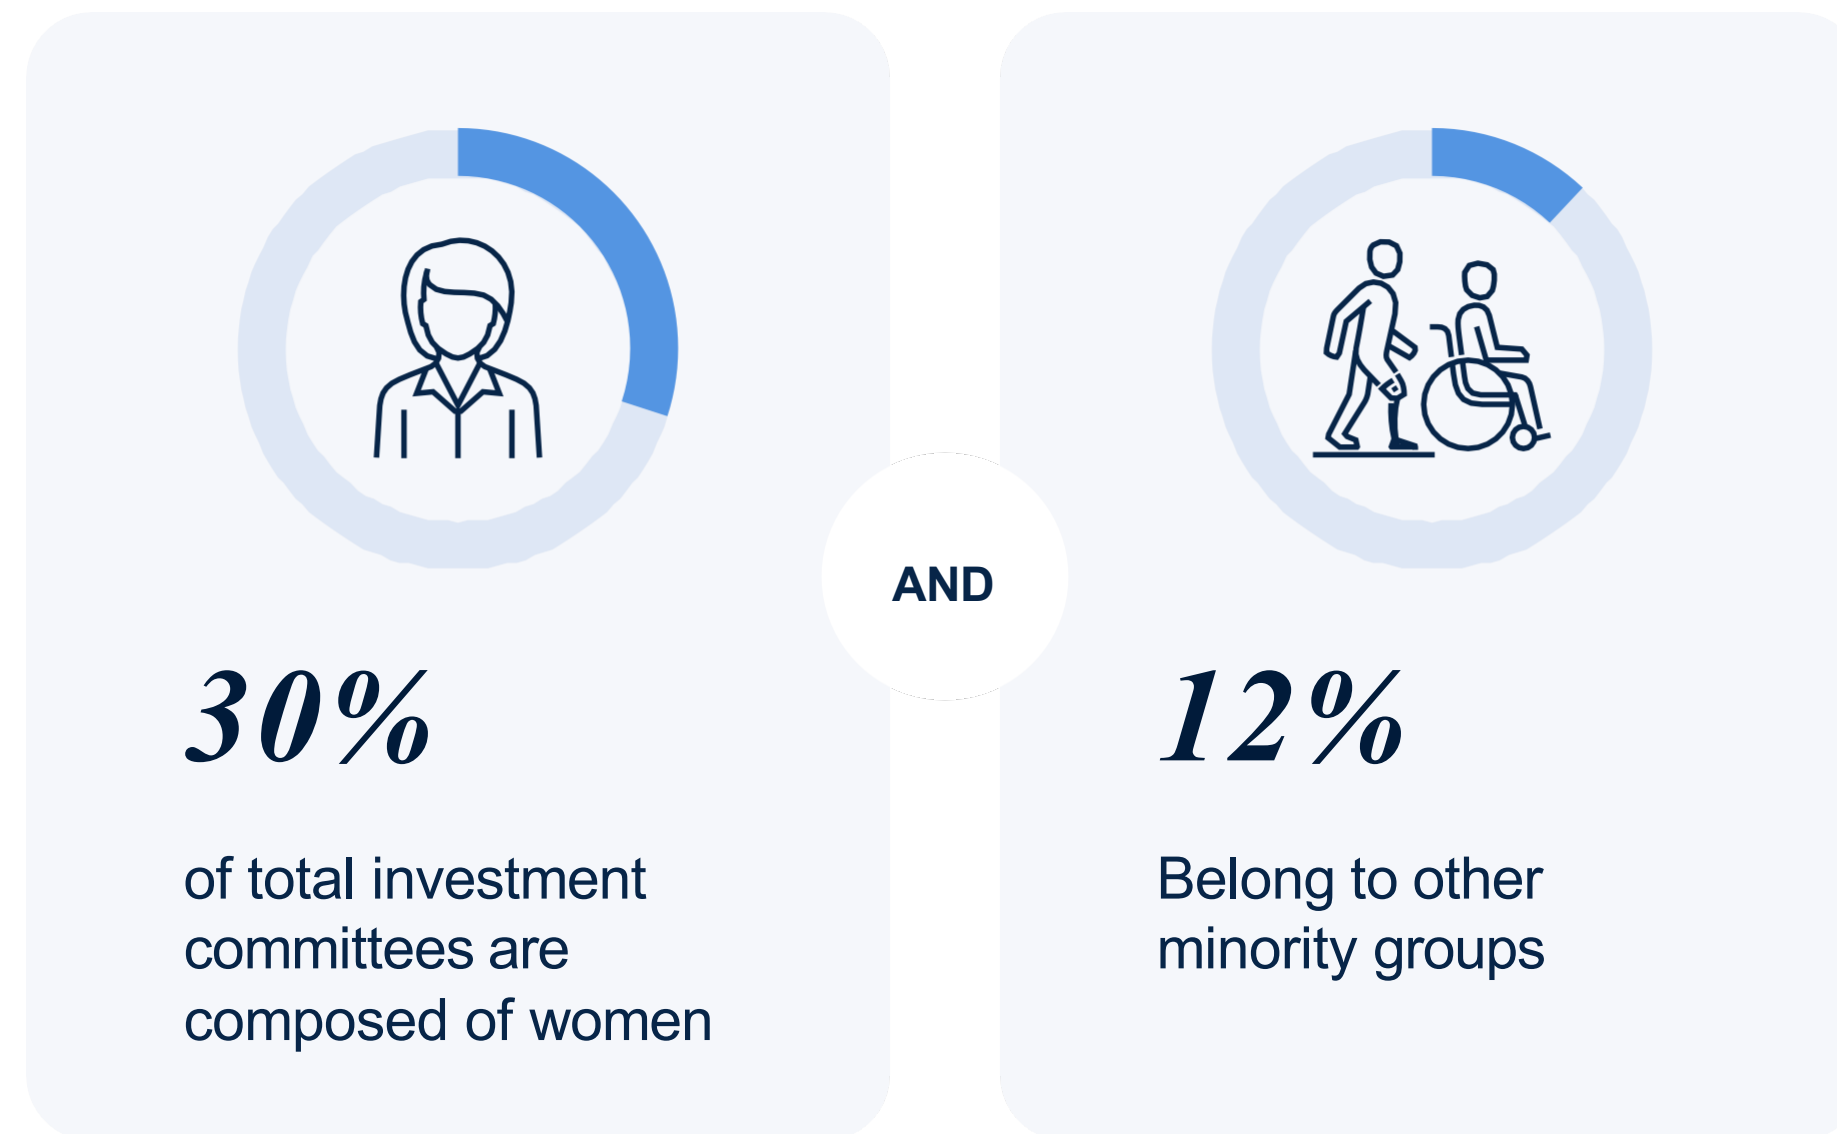 30%
of total investment
committees are
composed of women
AND
12%
Belong to other
minority groups